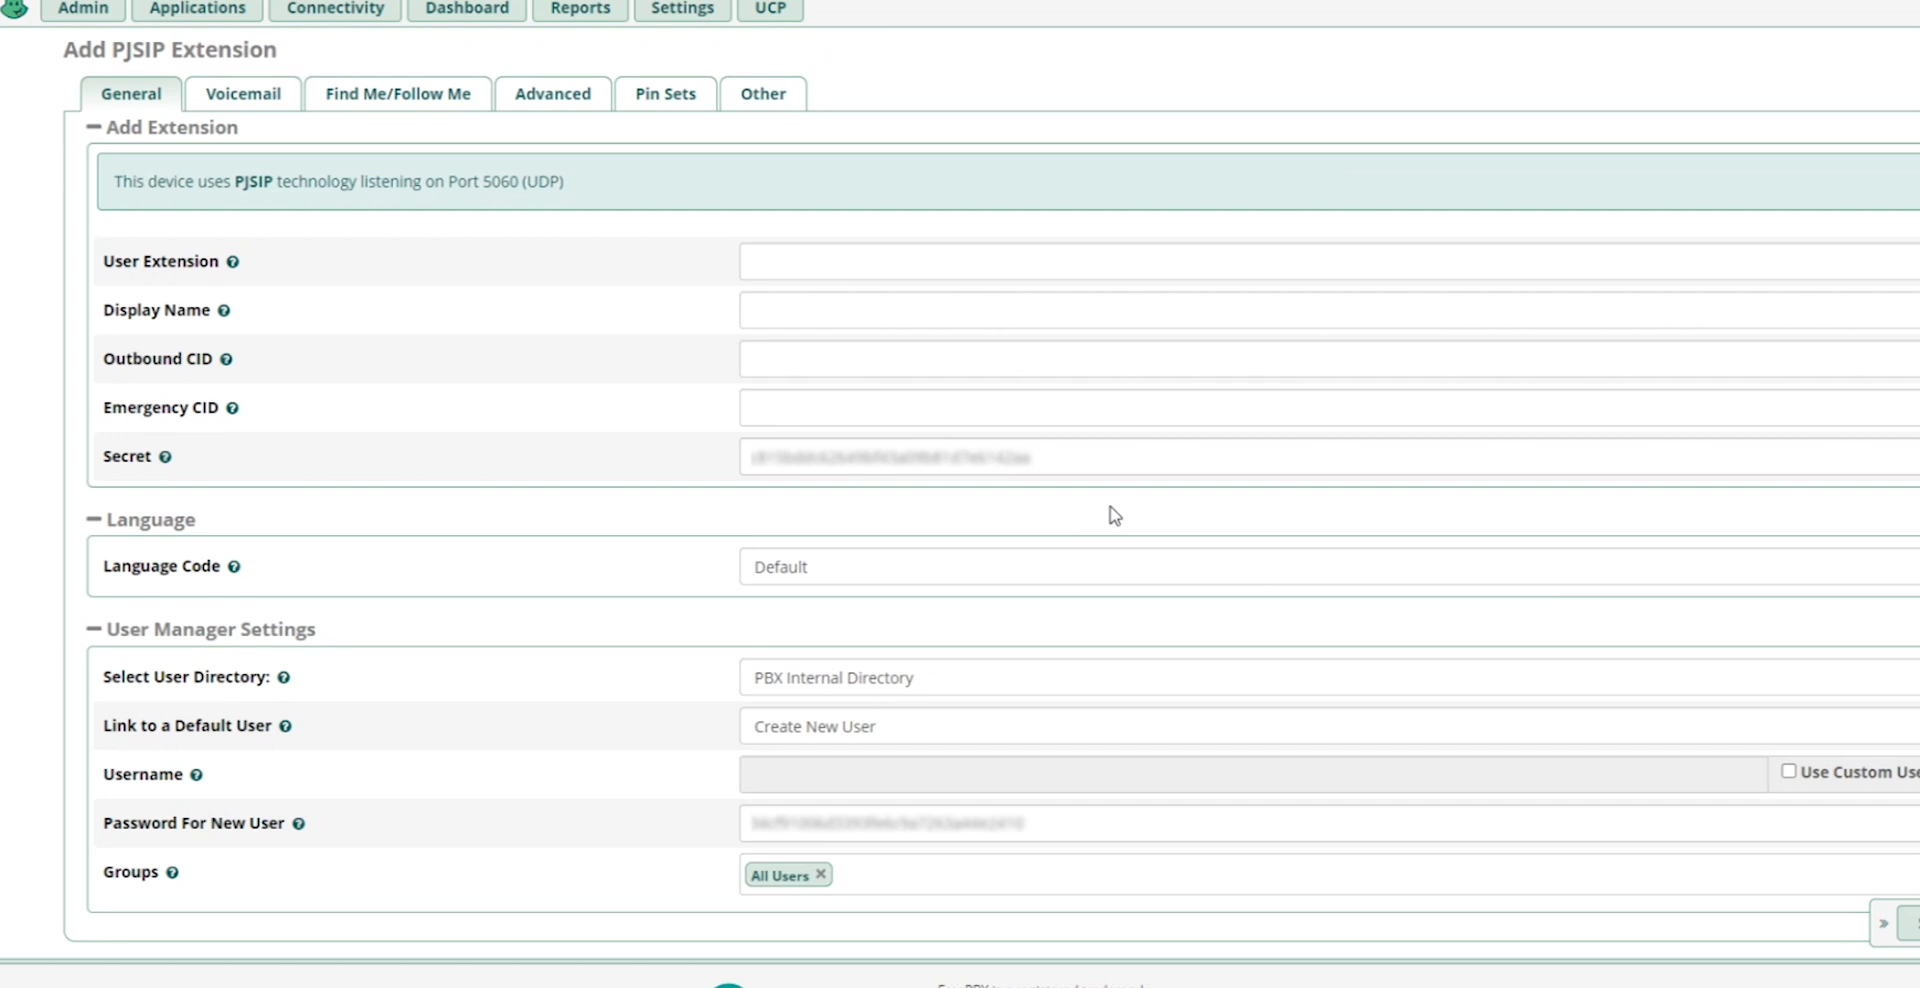 Admin Applications Connectivity Dashboard Reports Settings UCP
Add PJSIP Extension
General Voicemail Find Me/Follow Me Advanced Pin Sets Other
Add Extension
This device uses PJSIP technology listening on Port 5060 (UDP)
User Extension
Display Name
Outbound CID
Emergency CID
Secret
Language
Language Code Default
User Manager Settings
Select User Directory: PBX Internal Directory
Link to a Default User Create New User
Username Use Custom
Password For New User
Groups All Users